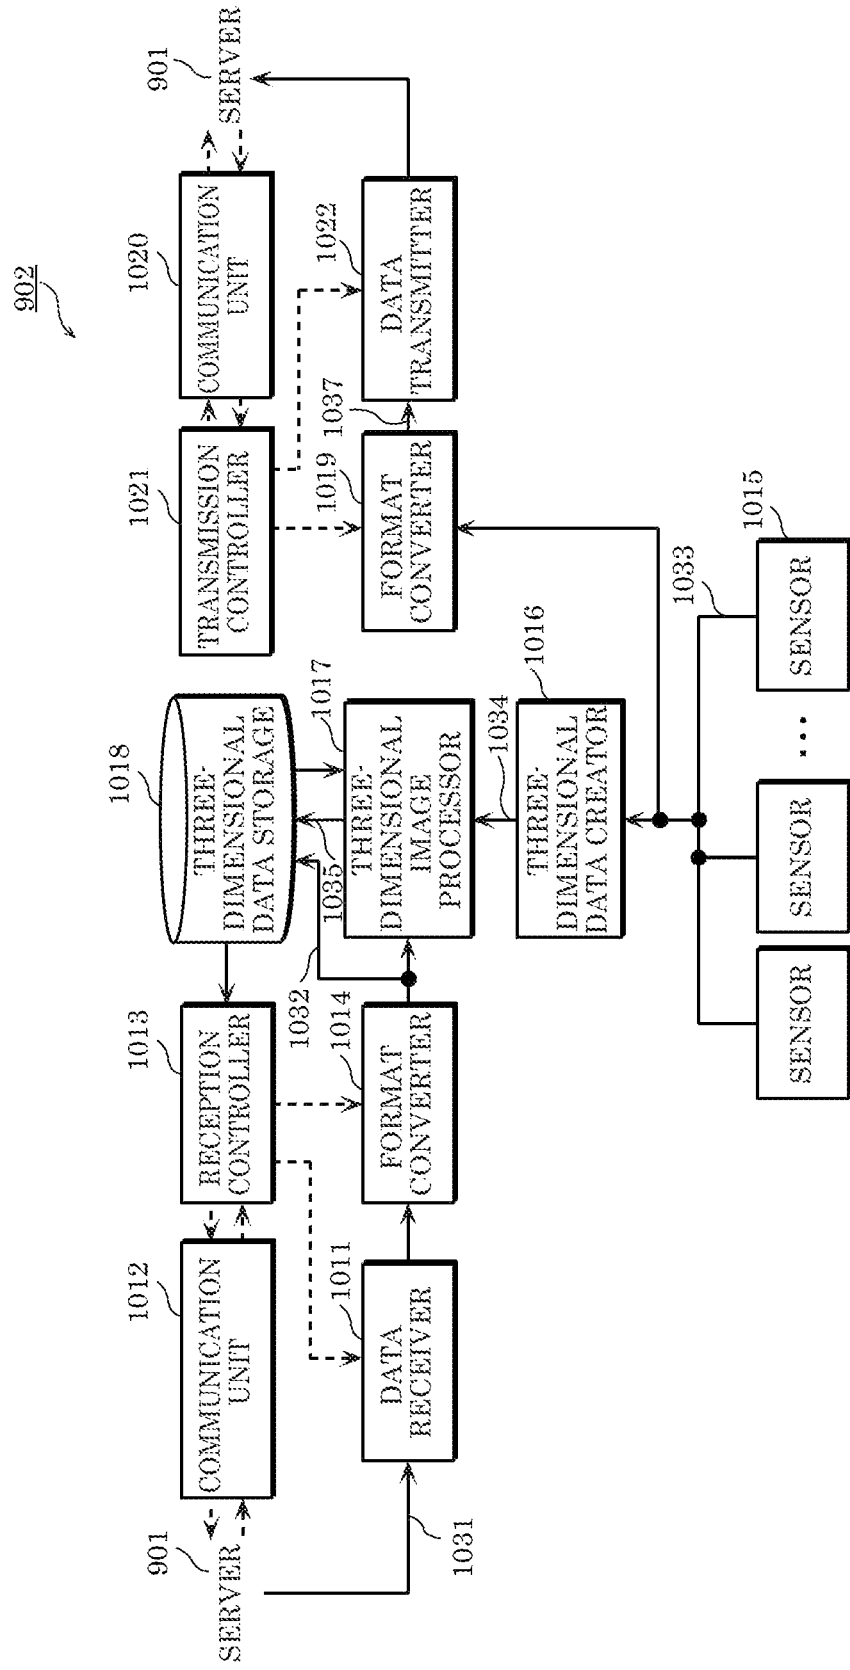 902
901
SERVER
1012
COMMUNICATION
UNIT
1013
RECEPTION
CONTROLLER
1018
THREE-
DIMENSIONAL
DATA STORAGE
1021
TRANSMISSION
CONTROLLER
1020
COMMUNICATION
UNIT
901
SERVER
1031
1011
DATA
RECEIVER
1014
FORMAT
CONVERTER
1032
1035
1017
THREE-
DIMENSIONAL
IMAGE
PROCESSOR
1019
FORMAT
CONVERTER
1037
1022
DATA
TRANSMITTER
1034
1016
THREE-
DIMENSIONAL
DATA CREATOR
1033
1015
SENSOR
SENSOR
...
SENSOR